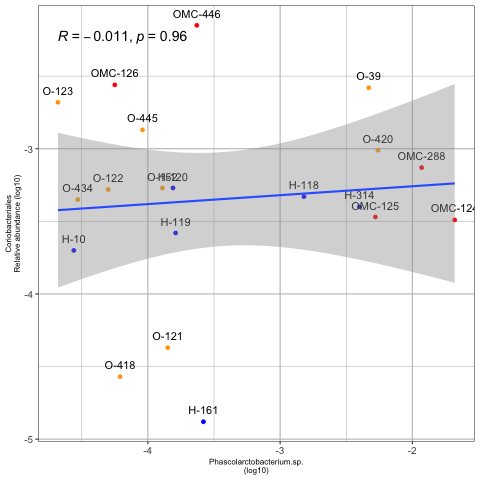 OMC-446
R = −0.011, p = 0.96
OMC-126
O-39
O-123
O-445
O-420
OMC-288
O-122
H-118
O-434
H-314
OMC-125
OMC-124
H-119
H-10
O-121
O-418
H-161
-3
-4
-5
Coriobacteriales
Relative abundante (log10)
-4 -3 -2
Phascolarctobacterium.sp.
(log10)